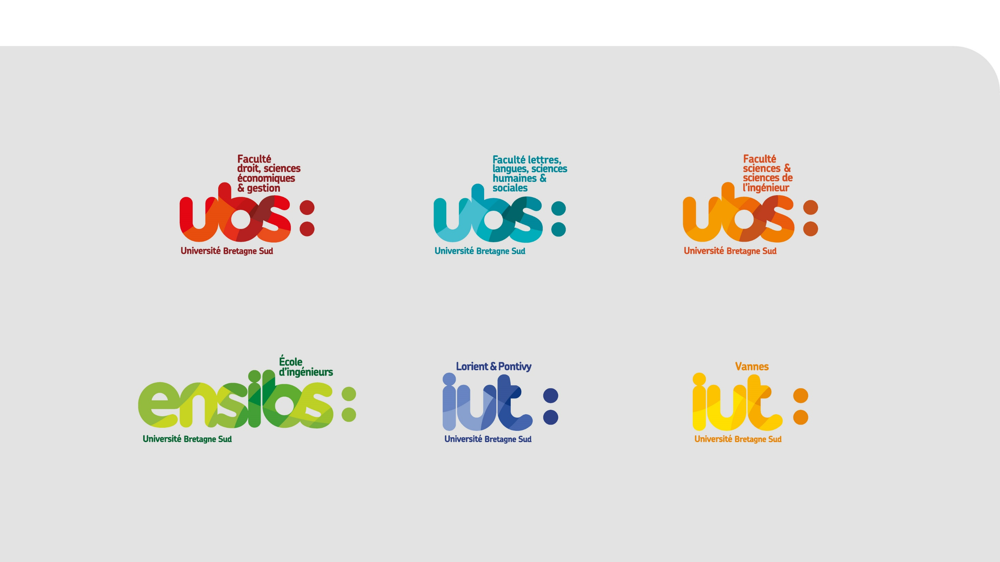 Faculté
droit, sciences
économiques
& gestion
ubs:
Université Bretagne Sud
Faculté lettres,
langues, sciences
humaines &
sociales
ubs:
Université Bretagne Sud
Faculté
sciences &
sciences de
l'ingénieur
ubs:
Université Bretagne Sud
École
d'ingénieurs
ensibs:
Université Bretagne Sud
Lorient & Pontivy
iut:
Université Bretagne Sud
Vannes
iut:
Université Bretagne Sud